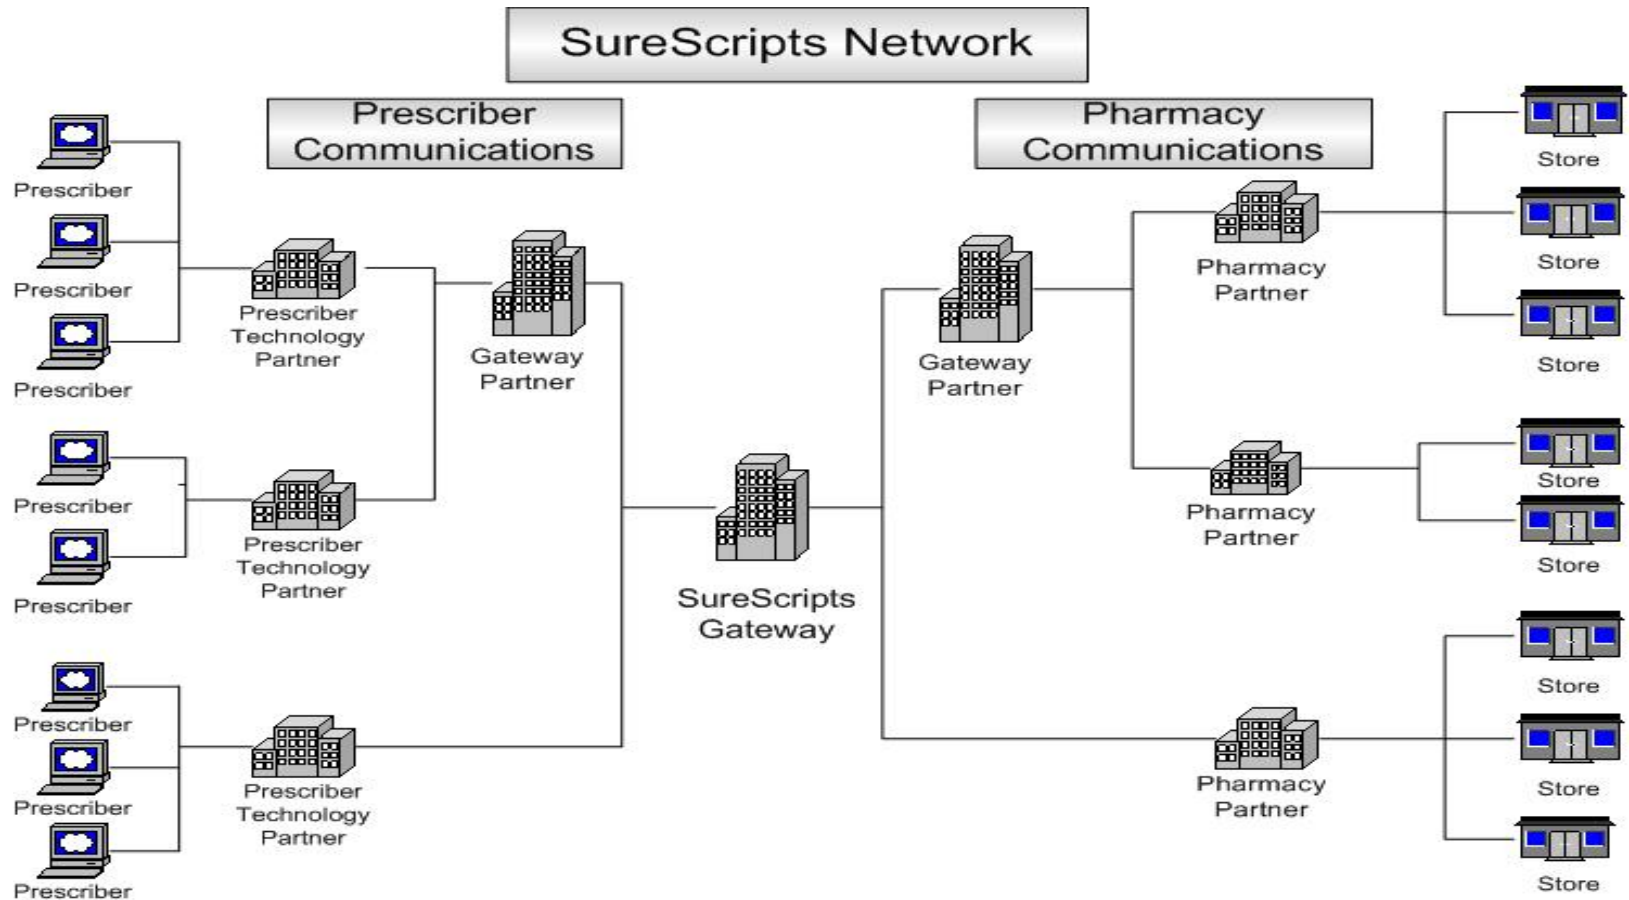 SureScripts Network
Prescriber
Communications
Pharmacy
Communications
Prescriber
Prescriber
Prescriber
Prescriber
Prescriber
Prescriber
Prescriber
Prescriber
Prescriber
Technology
Partner
Prescriber
Technology
Partner
Prescriber
Technology
Partner
Gateway
Partner
SureScripts
Gateway
Gateway
Partner
Pharmacy
Partner
Pharmacy
Partner
Pharmacy
Partner
Store
Store
Store
Store
Store
Store
Store
Store